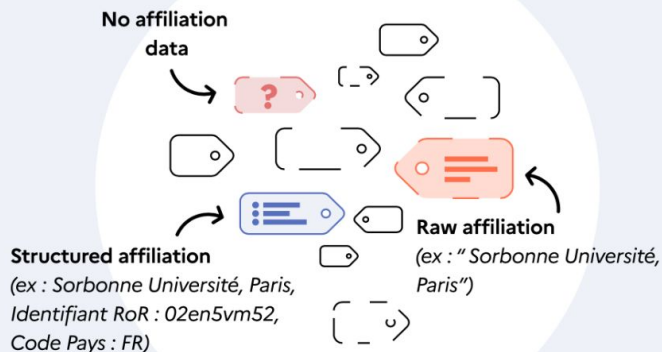 No affiliation
data
?
Structured affiliation
(ex : Sorbonne Université, Paris,
Identifiant RoR : 02en5vm52,
Code Pays : FR)
Raw affiliation
(ex : “ Sorbonne Université,
Paris”)